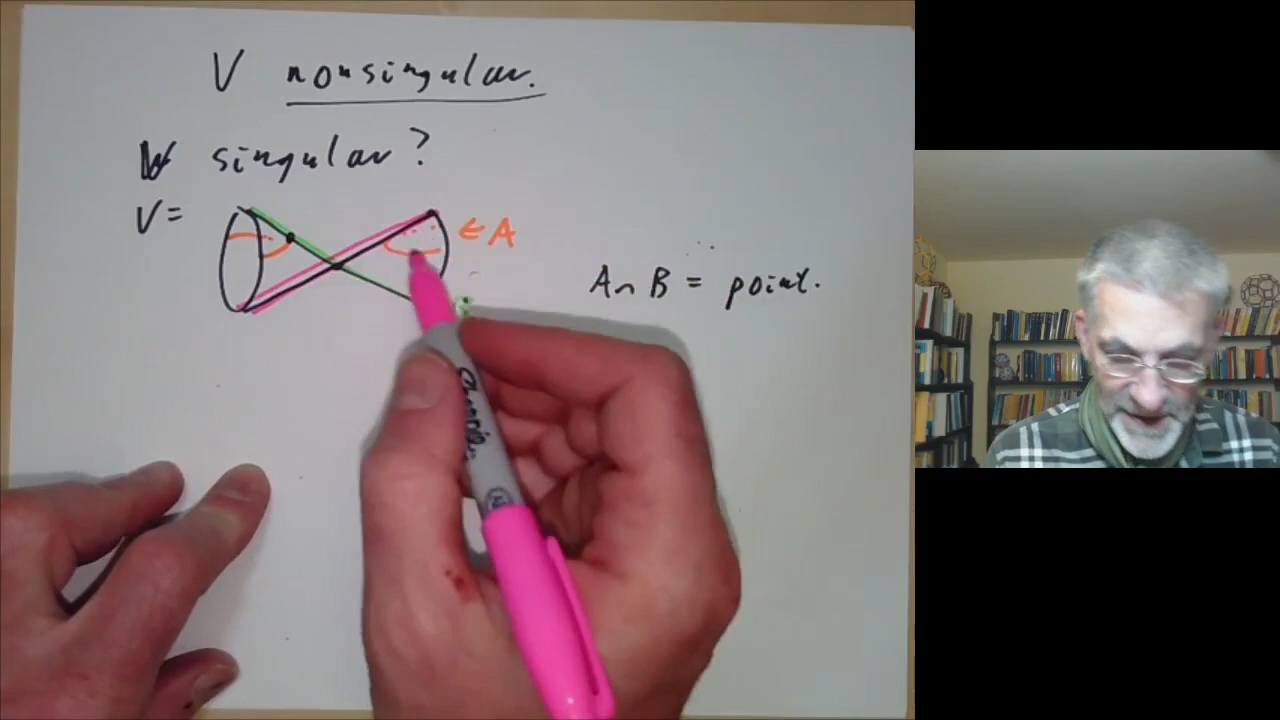 V nonsingular.
V singular?
V =
← A
A ∩ B = point.